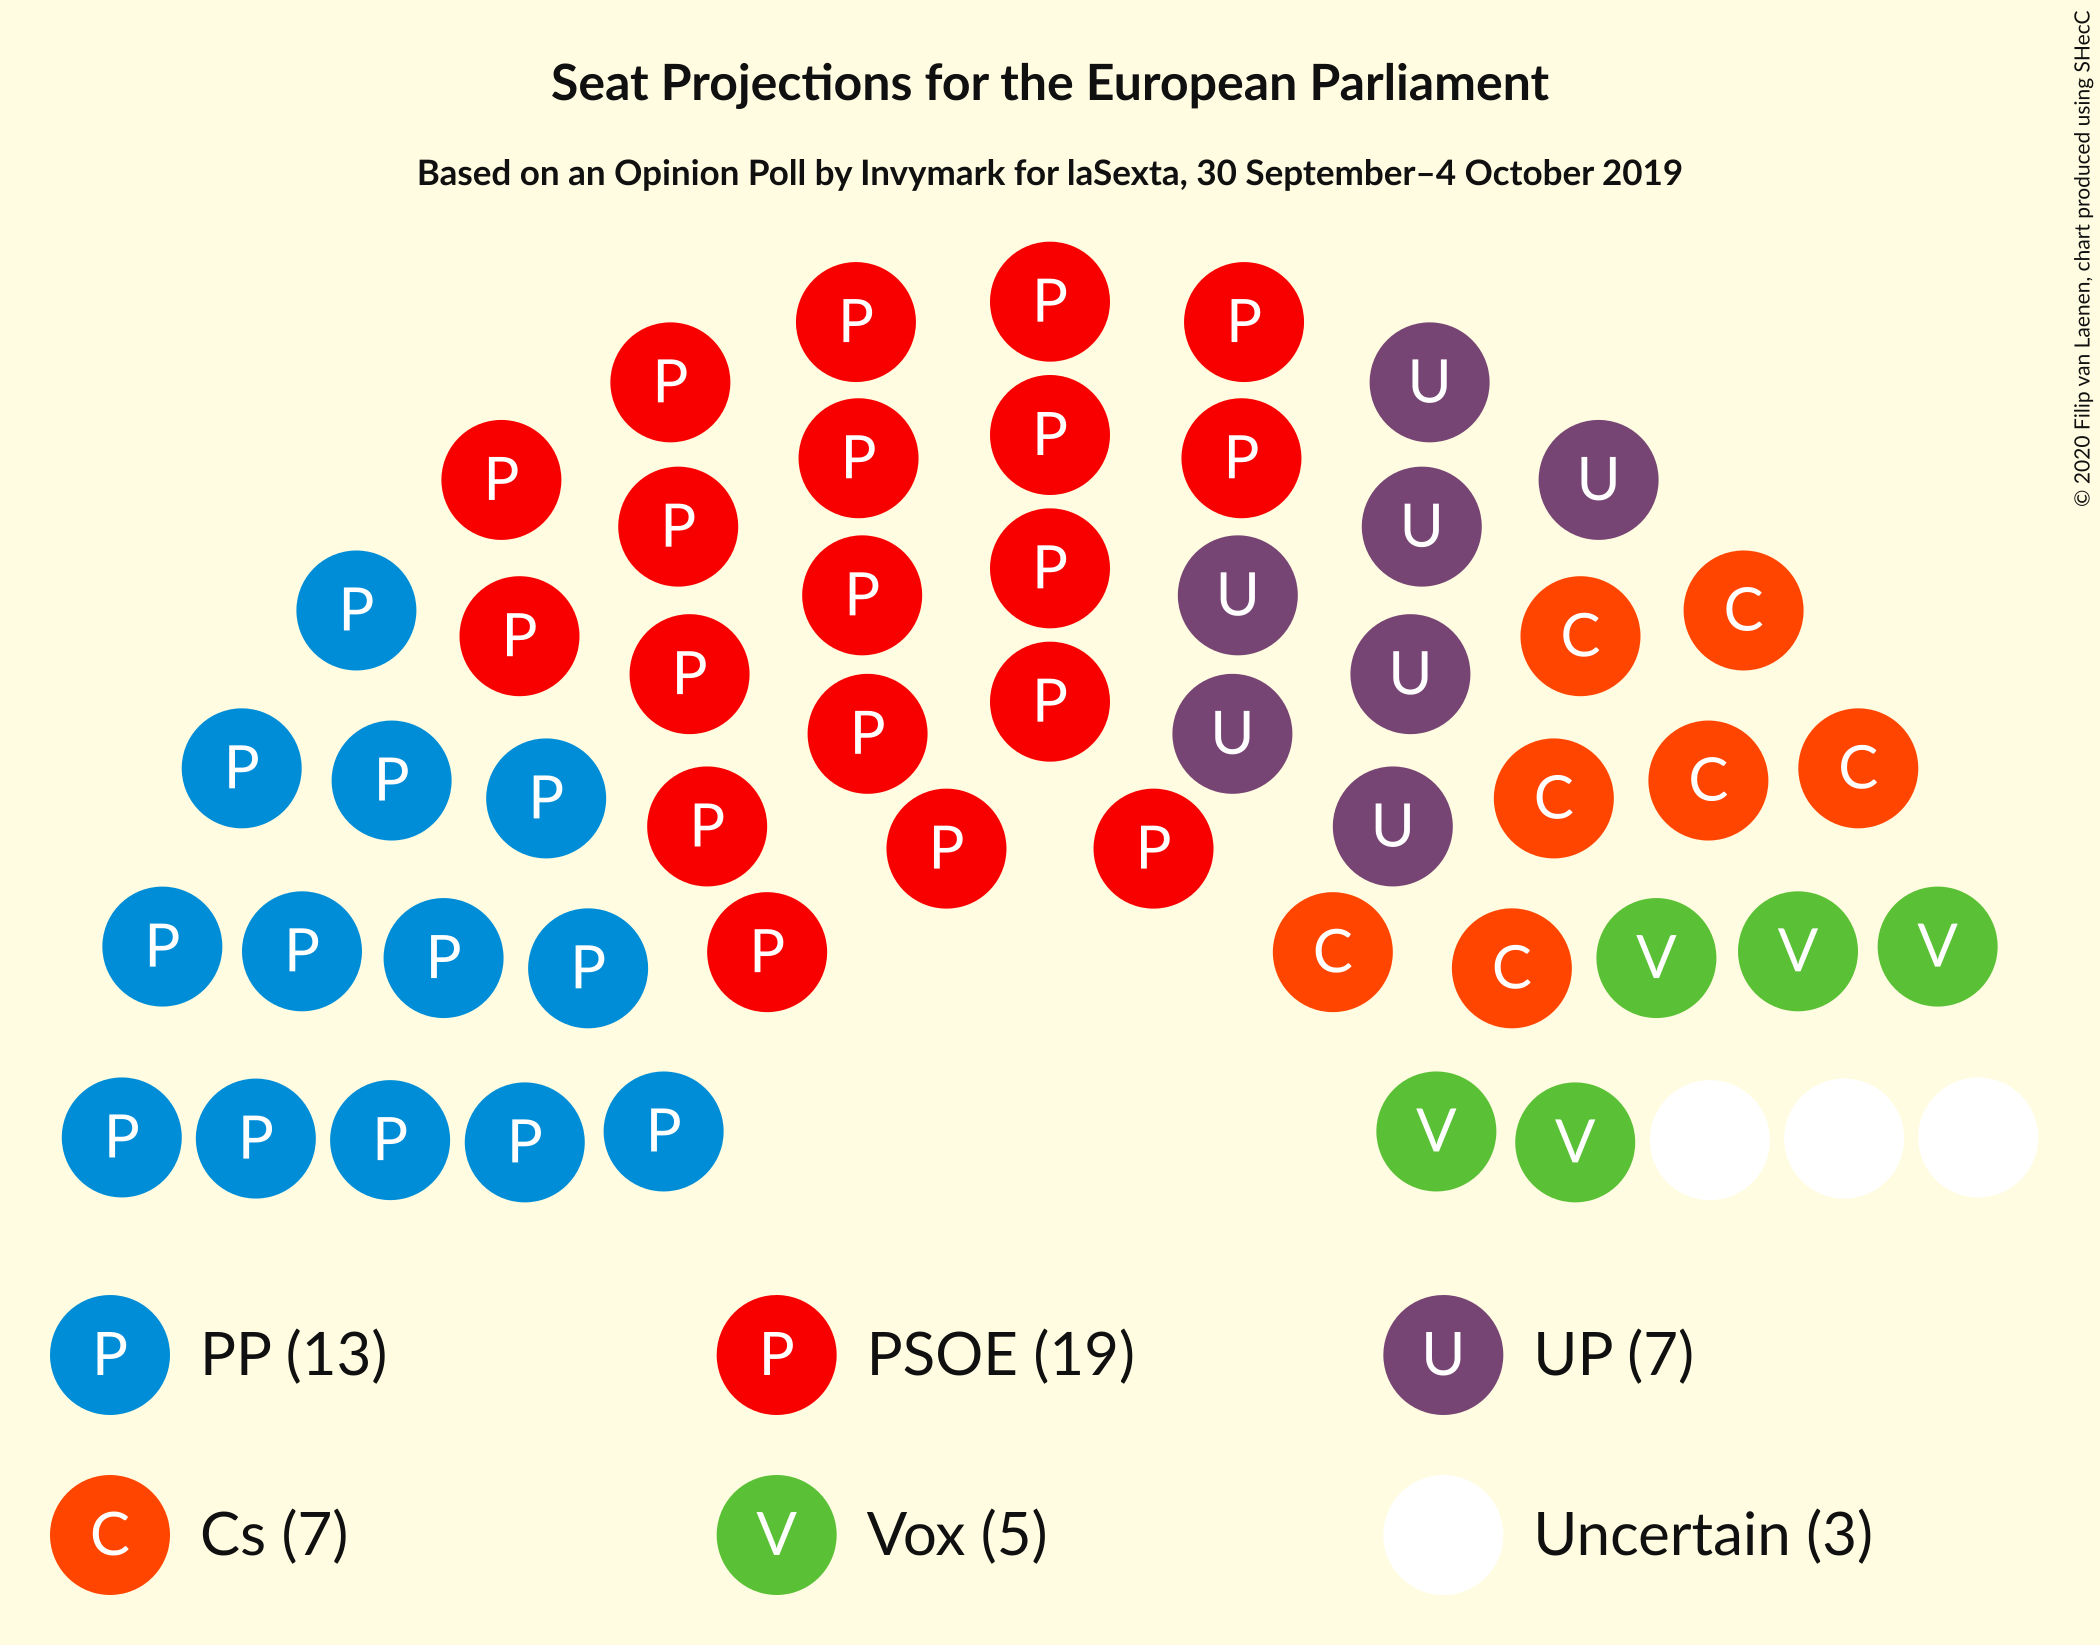 Seat Projections for the European Parliament
Based on an Opinion Poll by Invymark for laSexta, 30 September–4 October 2019
© 2020 Filip van Laenen, chart produced using SHecC
P P P
P U
P P P
P U
P U
P P
P U
P P U
P P C C
P P U
P U
P P P C C C
P U
P P
P P P P P C C V V V
P P P P P V V
P PP (13) P PSOE (19) U UP (7)
C Cs (7) V Vox (5) Uncertain (3)